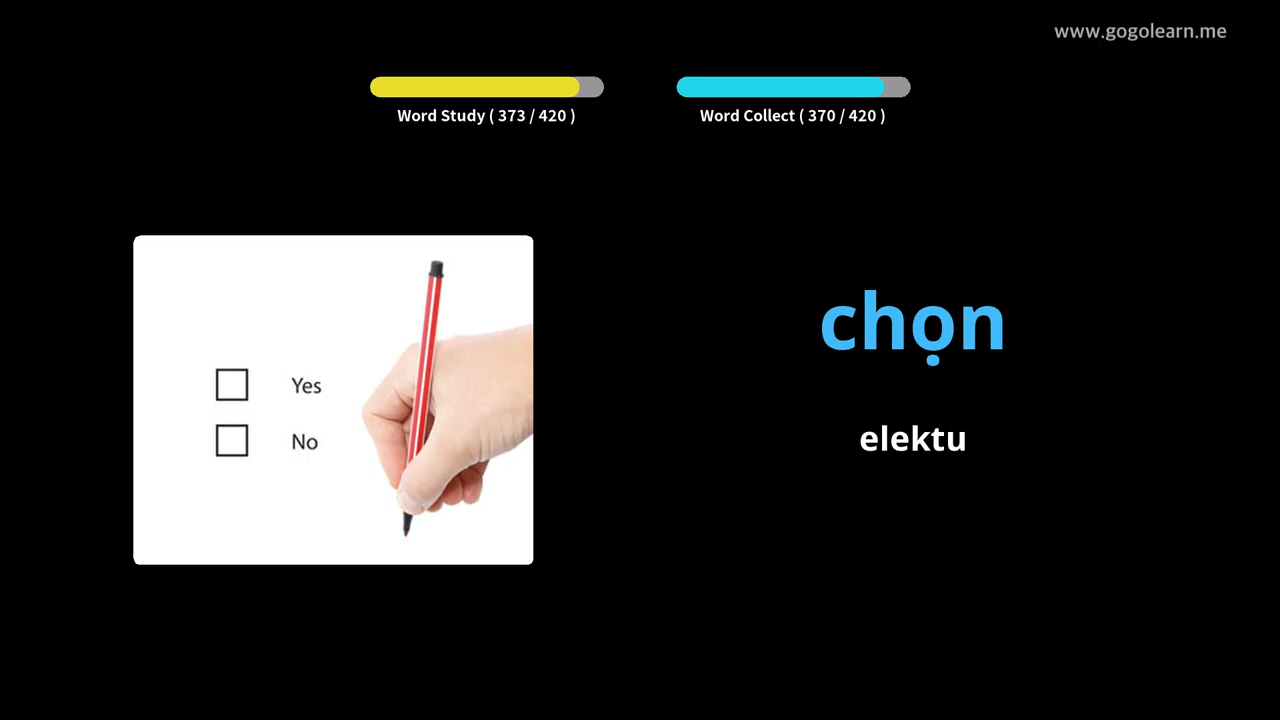 www.gogolearn.me
Word Study ( 373 / 420 )
Word Collect ( 370 / 420 )
chọn
elektu
Yes
No